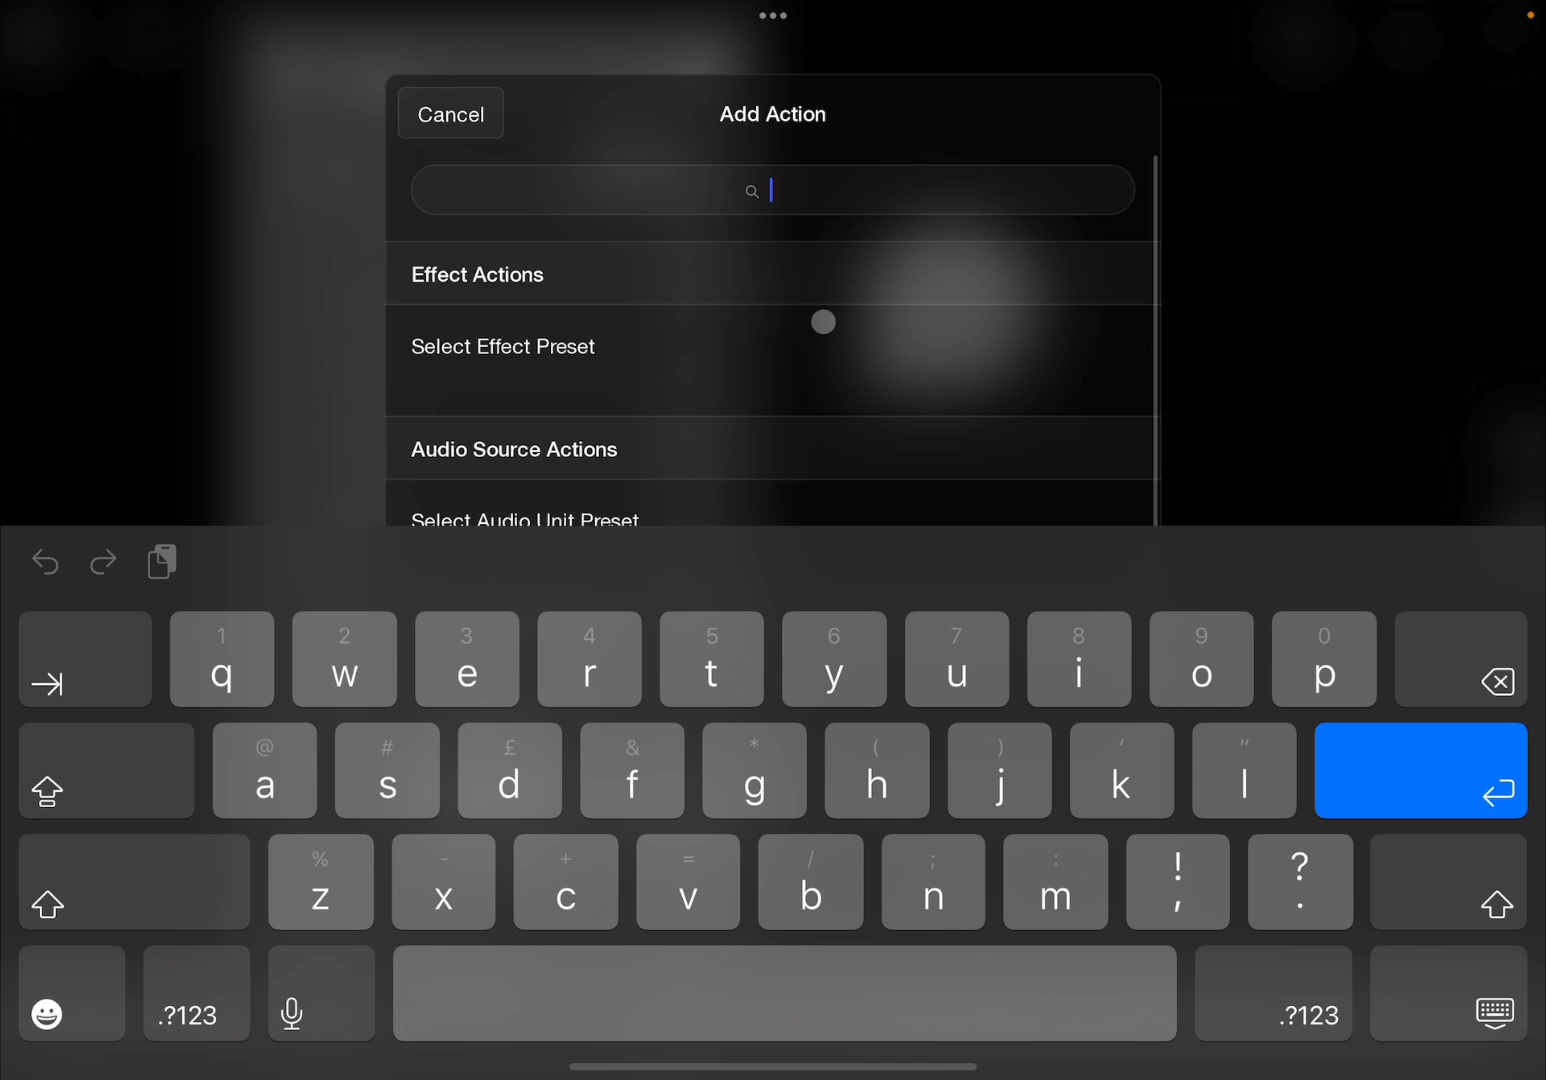 Cancel
Add Action
Effect Actions
Select Effect Preset
Audio Source Actions
Select Audio Unit Preset
1 2 3 4 5 6 7 8 9 0
q w e r t y u i o p
@ # £ & * ( ) ' "
a s d f g h j k l
% - + = / ; : ! ?
z x c v b n m , .
.?123 .?123